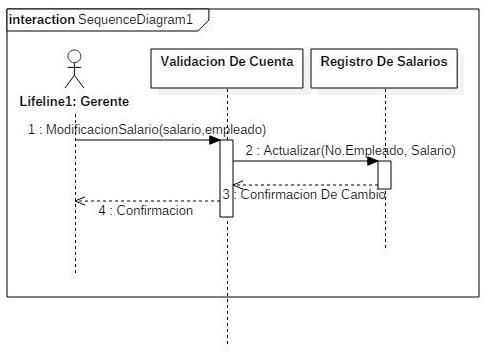 interaction SequenceDiagram1
Validacion De Cuenta
Registro De Salarios
Lifeline1: Gerente
1 : ModificacionSalario(salario,empleado)
2 : Actualizar(No.Empleado, Salario)
3 : Confirmacion De Cambio
4 : Confirmacion